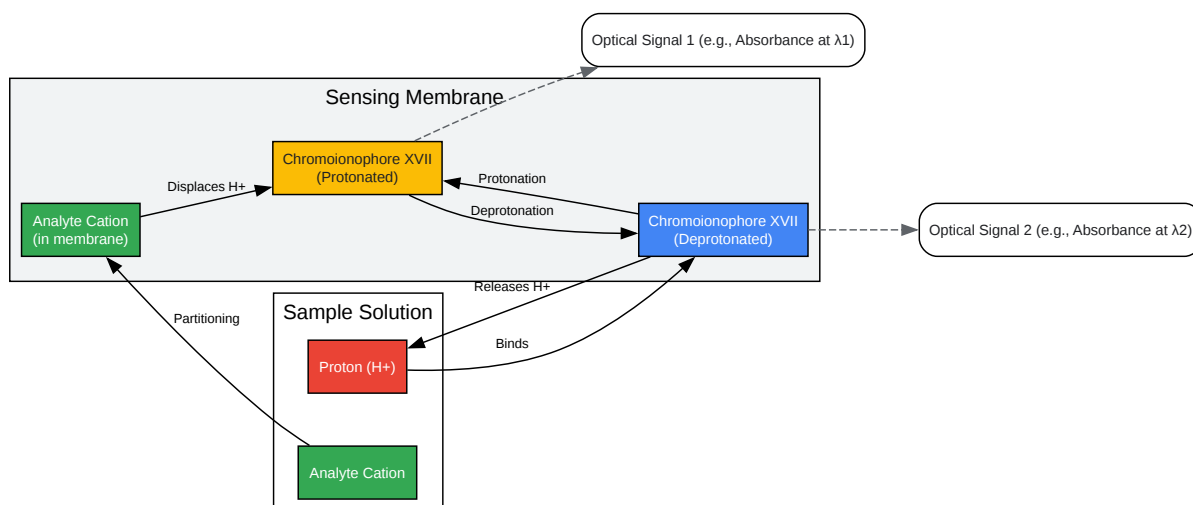 Optical Signal 1 (e.g., Absorbance at λ1)
Sensing Membrane
Chromoionophore XVII
(Protonated)
Displaces H+
Protonation
Deprotonation
Analyte Cation
(in membrane)
Chromoionophore XVII
(Deprotonated)
Optical Signal 2 (e.g., Absorbance at λ2)
Releases H+
Partitioning
Sample Solution
Binds
Proton (H+)
Analyte Cation